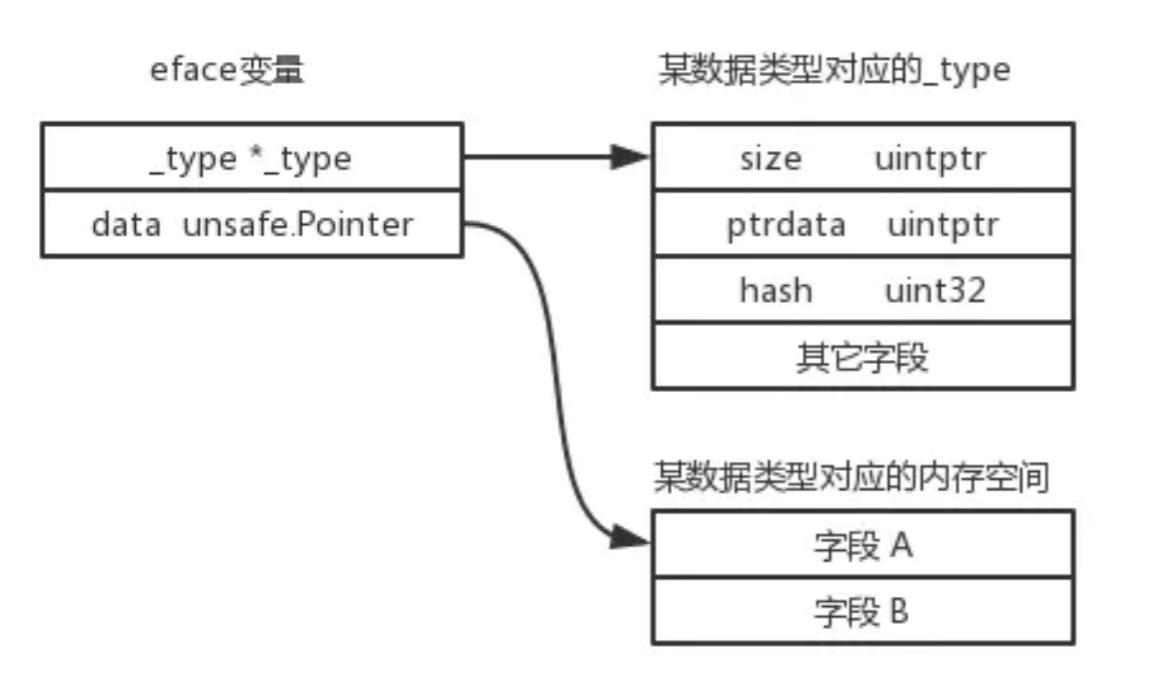 eface变量
_type *_type
data unsafe.Pointer
某数据类型对应的_type
size uintptr
ptrdata uintptr
hash uint32
其它字段
某数据类型对应的内存空间
字段 A
字段 B